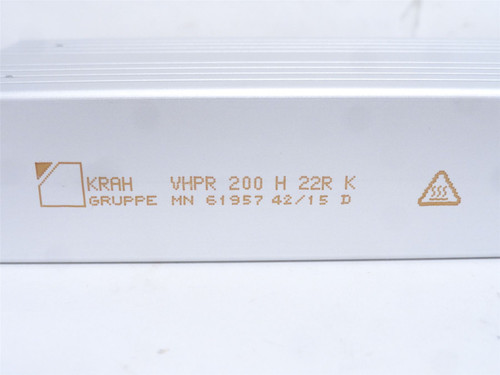 KRAH VHPR 200 H 22R K
GRUPPE MN 61957 42/15 D